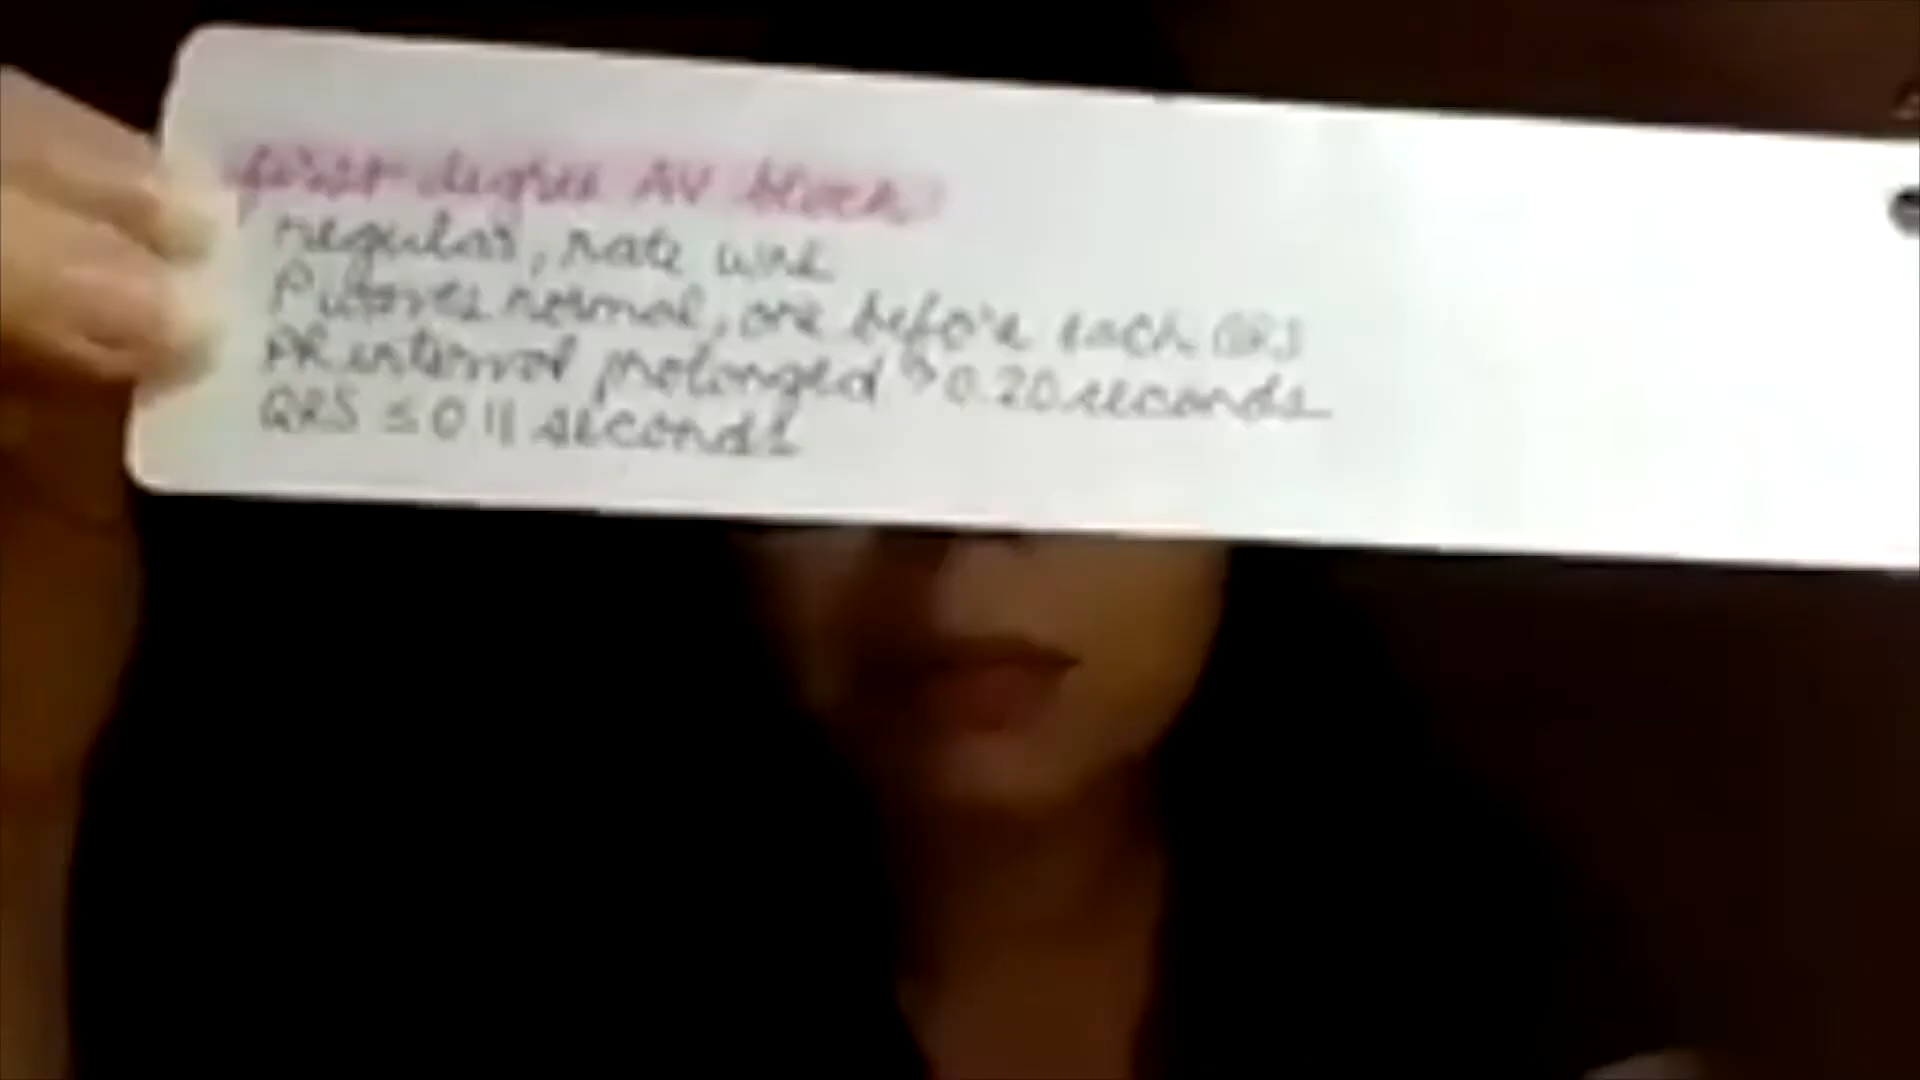 first degree AV block:
regular, rate WNL
P waves normal, one before each QRS
PR interval prolonged > 0.20 seconds
QRS ≤ 0.11 seconds